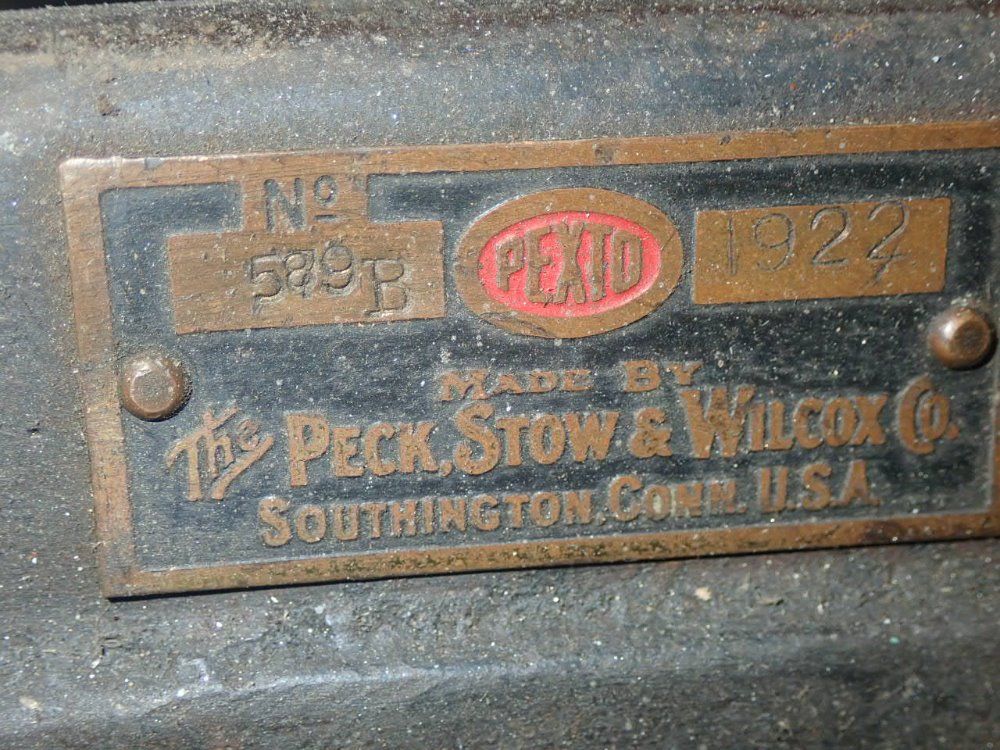 No
589B
PEXTO
1922
MADE BY
The PECK, STOW & WILCOX CO.
SOUTHINGTON, CONN. U.S.A.